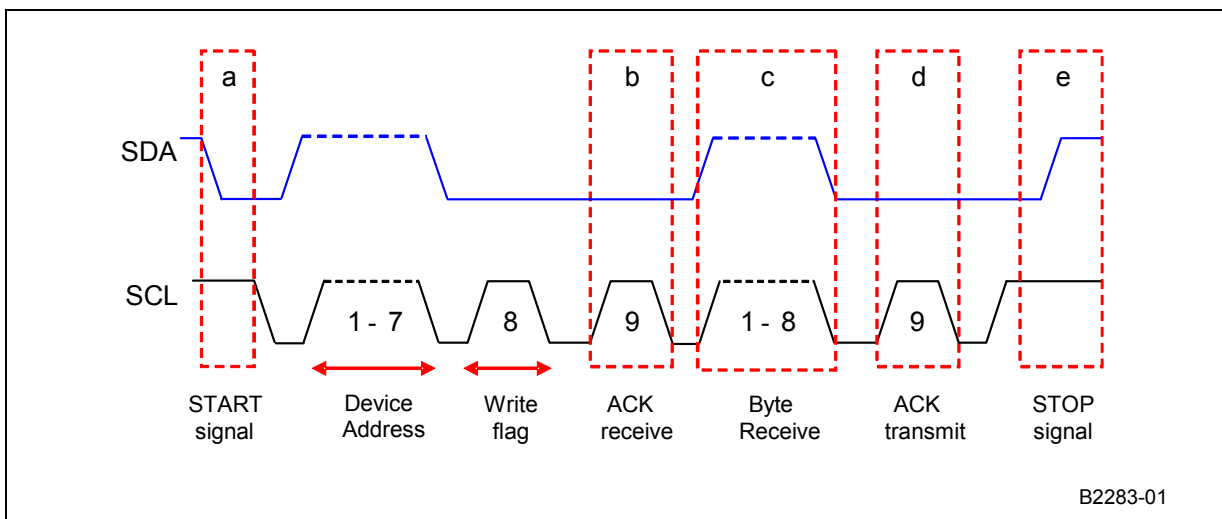 a b c d e
SDA
SCL
1 - 7 8 9 1 - 8 9
START signal
Device Address
Write flag
ACK receive
Byte Receive
ACK transmit
STOP signal
B2283-01